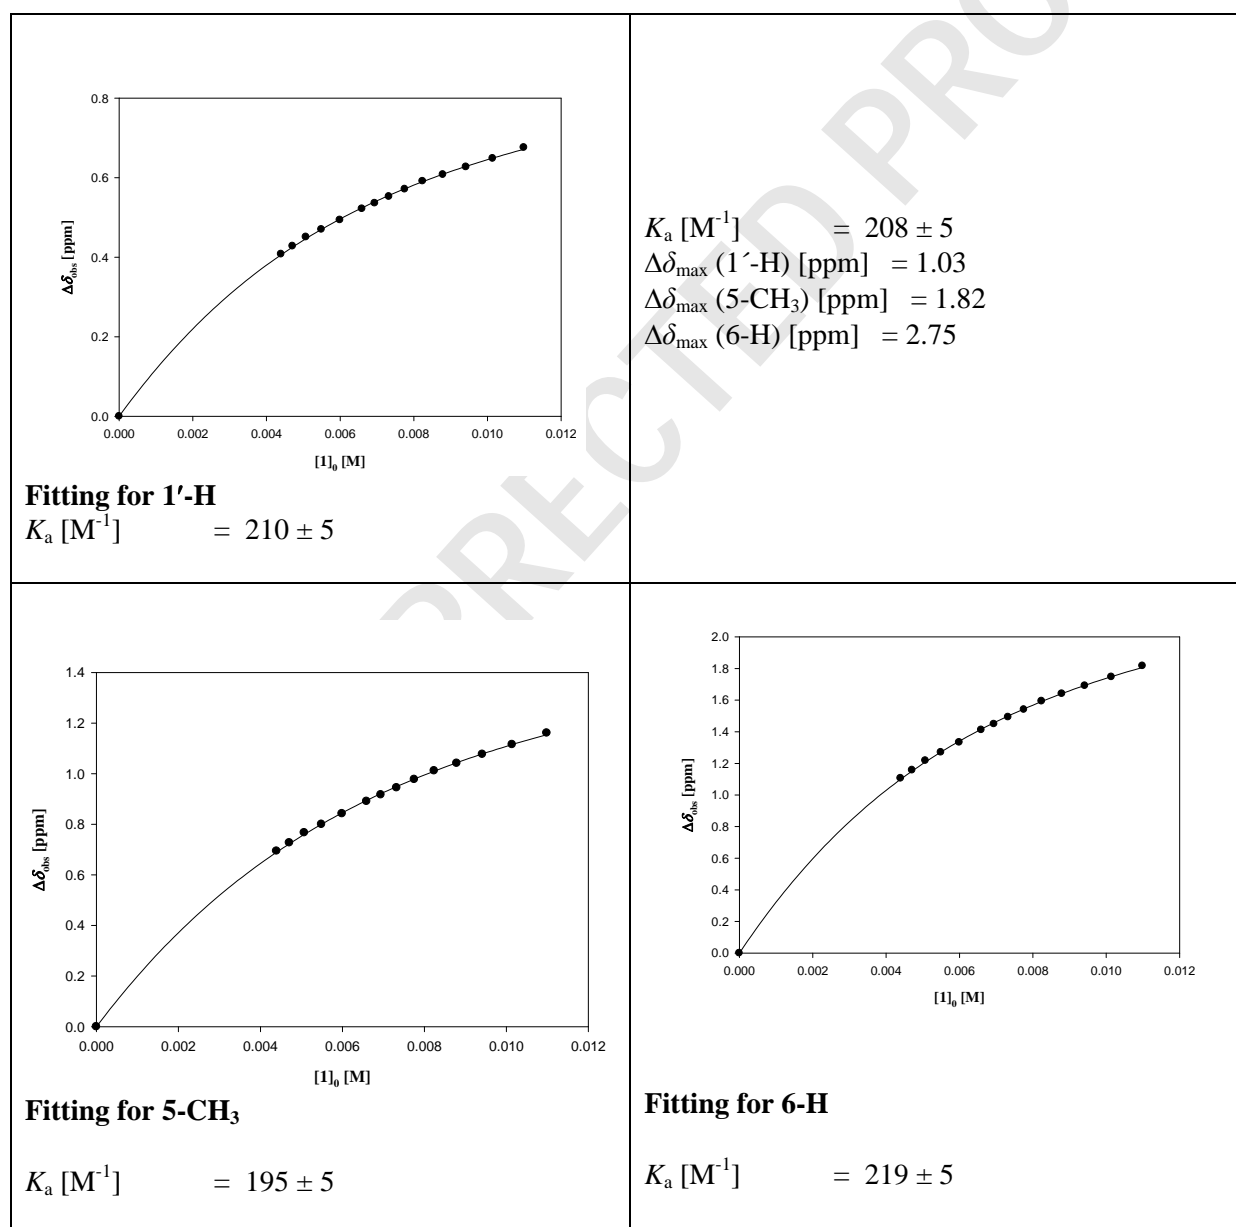 0.8
0.6
0.4
0.2
0.0
Δδobs [ppm]
0.000 0.002 0.004 0.006 0.008 0.010 0.012
[1]0 [M]
Fitting for 1′-H
Ka [M-1] = 210 ± 5
Ka [M-1] = 208 ± 5
Δδmax (1´-H) [ppm] = 1.03
Δδmax (5-CH3) [ppm] = 1.82
Δδmax (6-H) [ppm] = 2.75
1.4
1.2
1.0
0.8
0.6
0.4
0.2
0.0
Δδobs [ppm]
0.000 0.002 0.004 0.006 0.008 0.010 0.012
[1]0 [M]
Fitting for 5-CH3
Ka [M-1] = 195 ± 5
2.0
1.8
1.6
1.4
1.2
1.0
0.8
0.6
0.4
0.2
0.0
Δδobs [ppm]
0.000 0.002 0.004 0.006 0.008 0.010 0.012
[1]0 [M]
Fitting for 6-H
Ka [M-1] = 219 ± 5
PRECTED PRO